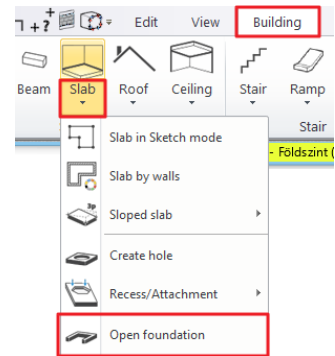 Edit View Building
Beam Slab Roof Ceiling Stair Ramp
Stair
- Földszint (
Slab in Sketch mode
Slab by walls
3p
Sloped slab
Create hole
Recess/Attachment
Open foundation